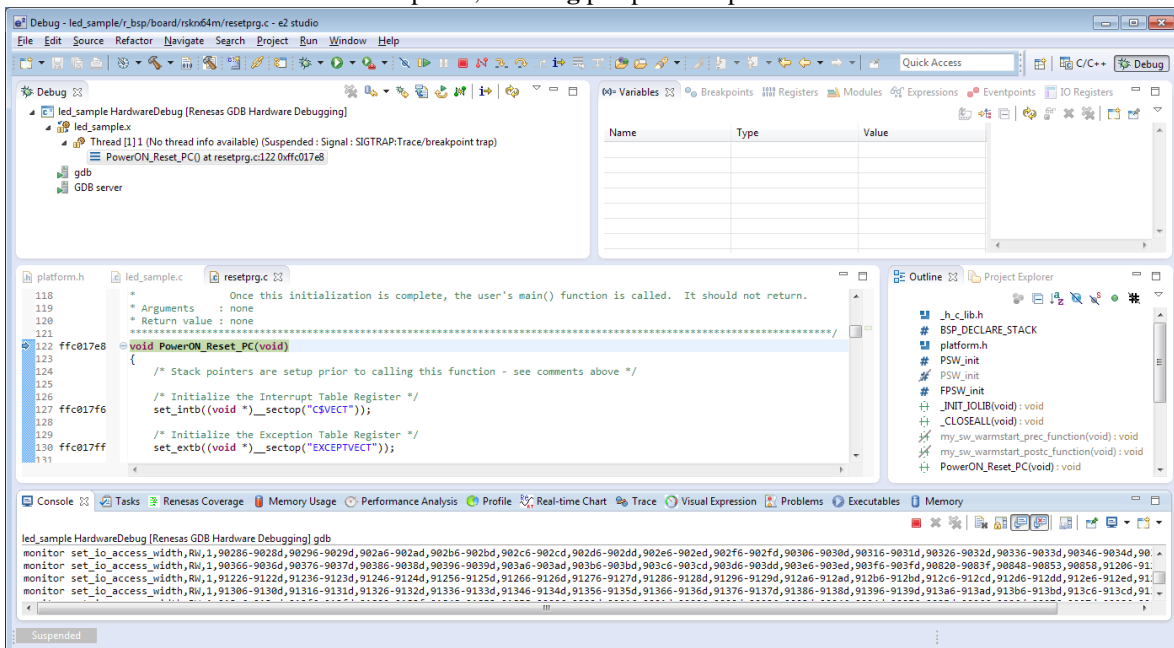 Debug - led_sample/r_bsp/board/rskrx64m/resetprg.c - e2 studio
File Edit Source Refactor Navigate Search Project Run Window Help
Quick Access C/C++ Debug
Debug
led_sample HardwareDebug [Renesas GDB Hardware Debugging]
led_sample.x
Thread [1] 1 (No thread info available) (Suspended : Signal : SIGTRAP:Trace/breakpoint trap)
PowerON_Reset_PC() at resetprg.c:122 0xffc017e8
gdb
GDB server
(x)= Variables Breakpoints Registers Modules Expressions Eventpoints IO Registers
Name Type Value
platform.h led_sample.c resetprg.c
118 * Once this initialization is complete, the user's main() function is called. It should not return.
119 * Arguments : none
120 * Return value : none
121 ***********************************************************************************************************************/
122 ffc017e8 void PowerON_Reset_PC(void)
123 {
124 /* Stack pointers are setup prior to calling this function - see comments above */
125
126 /* Initialize the Interrupt Table Register */
127 ffc017f6 set_intb((void *)__sectop("C$VECT"));
128
129 /* Initialize the Exception Table Register */
130 ffc017ff set_extb((void *)__sectop("EXCEPTVECT"));
131
Outline Project Explorer
_h_c_lib.h
BSP_DECLARE_STACK
platform.h
PSW_init
PSW_init
FPSW_init
_INIT_IOLIB(void) : void
_CLOSEALL(void) : void
my_sw_warmstart_prec_function(void) : void
my_sw_warmstart_postc_function(void) : void
PowerON_Reset_PC(void) : void
Console Tasks Renesas Coverage Memory Usage Performance Analysis Profile Real-time Chart Trace Visual Expression Problems Executables Memory
led_sample HardwareDebug [Renesas GDB Hardware Debugging] gdb
monitor set_io_access_width,RW,1,90286-9028d,90296-9029d,902a6-902ad,902b6-902bd,902c6-902cd,902d6-902dd,902e6-902ed,902f6-902fd,90306-9030d,90316-9031d,90326-9032d,90336-9033d,90346-9034d,90
monitor set_io_access_width,RW,1,90366-9036d,90376-9037d,90386-9038d,90396-9039d,903a6-903ad,903b6-903bd,903c6-903cd,903d6-903dd,903e6-903ed,903f6-903fd,90820-9083f,90848-90853,90858,91206-91
monitor set_io_access_width,RW,1,91226-9122d,91236-9123d,91246-9124d,91256-9125d,91266-9126d,91276-9127d,91286-9128d,91296-9129d,912a6-912ad,912b6-912bd,912c6-912cd,912d6-912dd,912e6-912ed,91
monitor set_io_access_width,RW,1,91306-9130d,91316-9131d,91326-9132d,91336-9133d,91346-9134d,91356-9135d,91366-9136d,91376-9137d,91386-9138d,91396-9139d,913a6-913ad,913b6-913bd,913c6-913cd,91
Suspended